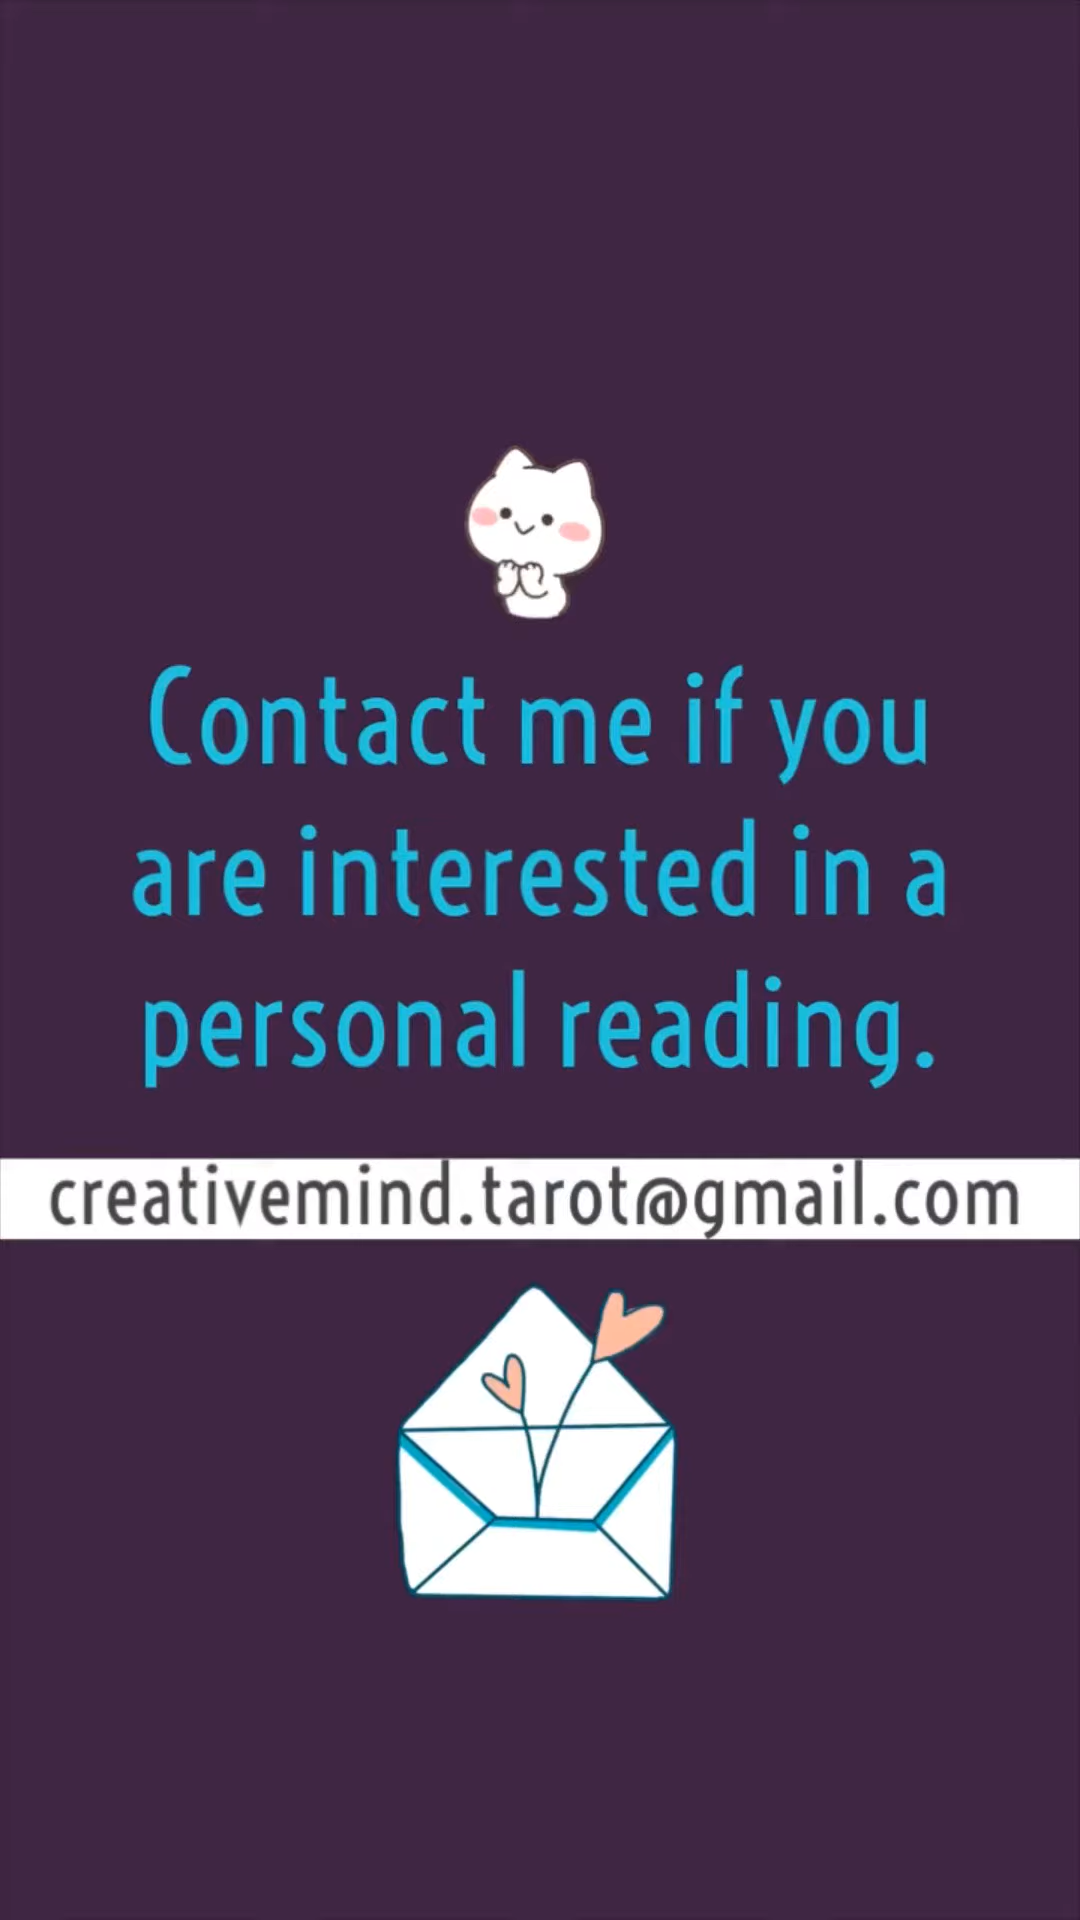 Contact me if you
are interested in a
personal reading.
creativemind.tarot@gmail.com